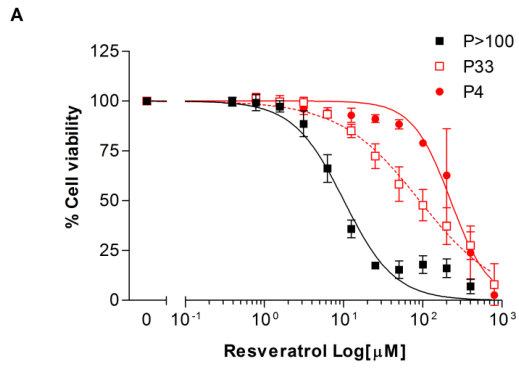 A
P>100
P33
P4
125
100
75
50
25
0
% Cell viability
0 10⁻¹ 10⁰ 10¹ 10² 10³
Resveratrol Log[µM]